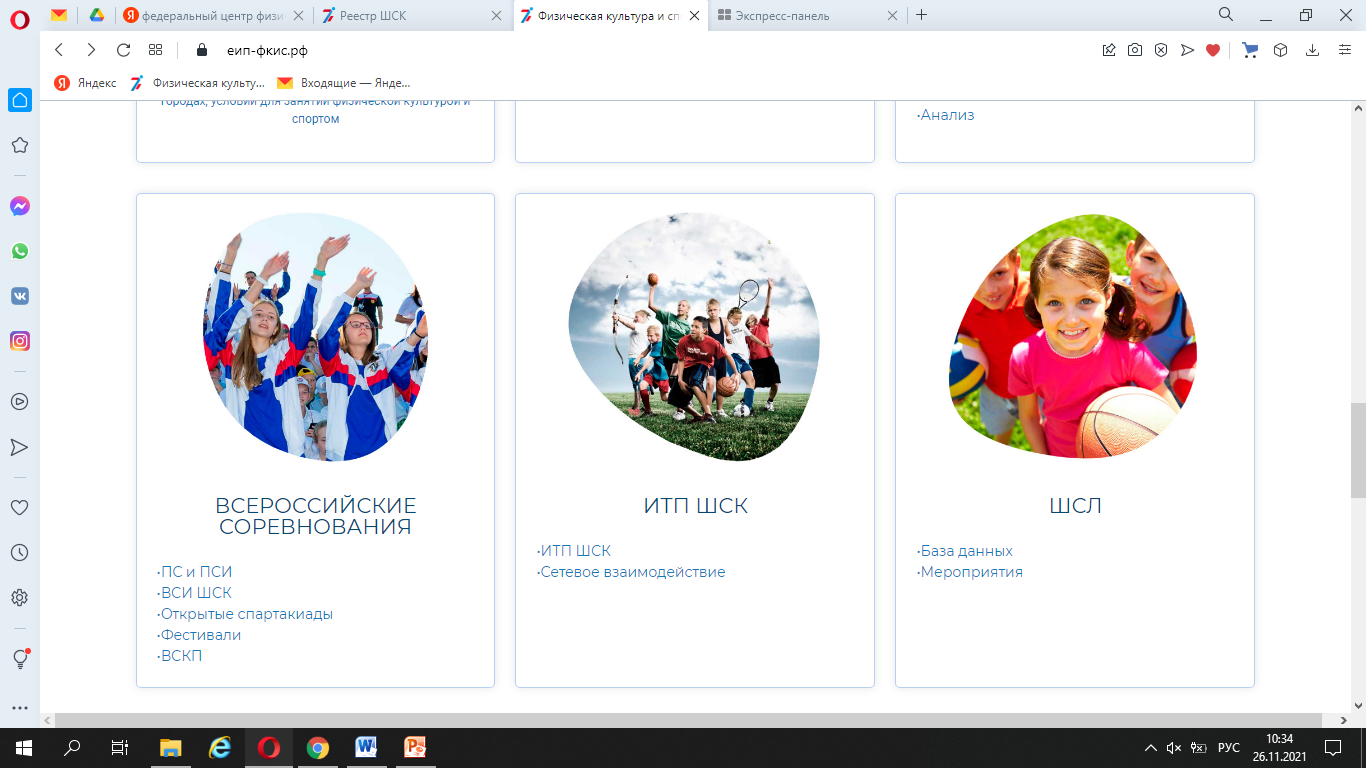 федеральный центр физи
Реестр ШСК
Физическая культура и сп
Экспресс-панель
еип-фкис.рф
Яндекс
Физическая культу...
Входящие — Янде...
городах, условий для занятий физической культурой и
спортом
•Анализ
ВСЕРОССИЙСКИЕ
СОРЕВНОВАНИЯ
•ПС и ПСИ
•ВСИ ШСК
•Открытые спартакиады
•Фестивали
•ВСКП
ИТП ШСК
•ИТП ШСК
•Сетевое взаимодействие
ШСЛ
•База данных
•Мероприятия
РУС
10:34
26.11.2021